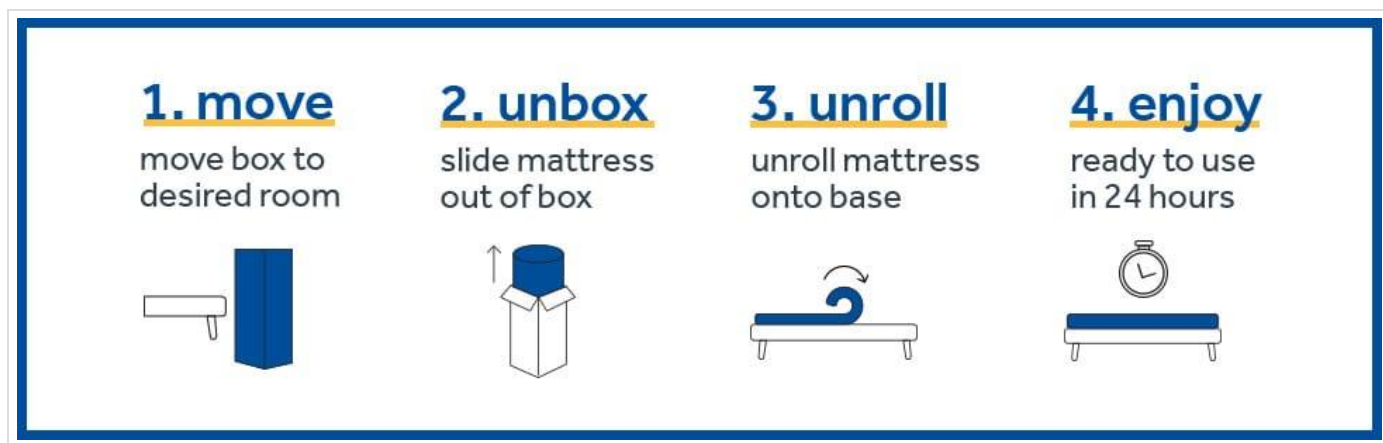 1. move
move box to
desired room
2. unbox
slide mattress
out of box
3. unroll
unroll mattress
onto base
4. enjoy
ready to use
in 24 hours